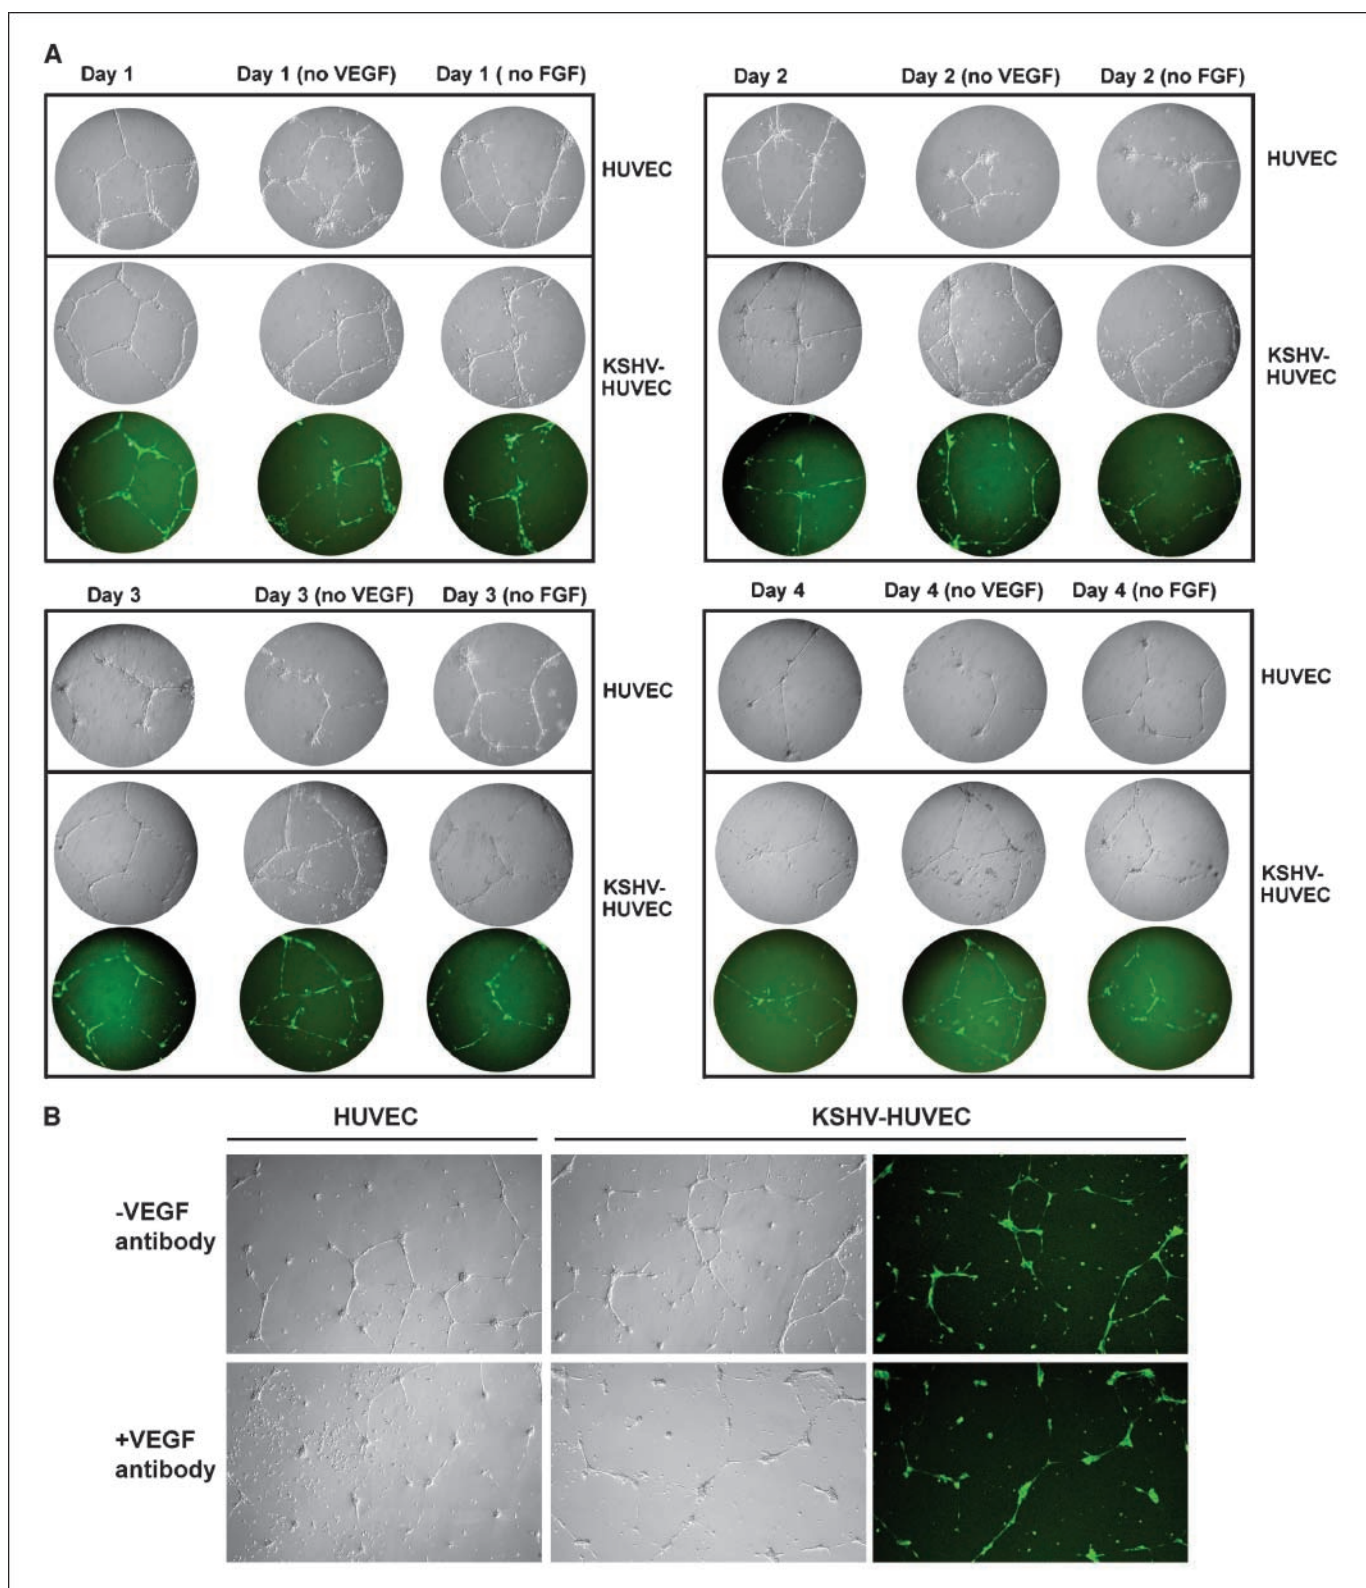 A
Day 1 Day 1 (no VEGF) Day 1 ( no FGF)
HUVEC
KSHV-
HUVEC
Day 2 Day 2 (no VEGF) Day 2 (no FGF)
HUVEC
KSHV-
HUVEC
Day 3 Day 3 (no VEGF) Day 3 (no FGF)
HUVEC
KSHV-
HUVEC
Day 4 Day 4 (no VEGF) Day 4 (no FGF)
HUVEC
KSHV-
HUVEC
B
HUVEC KSHV-HUVEC
-VEGF
antibody
+VEGF
antibody